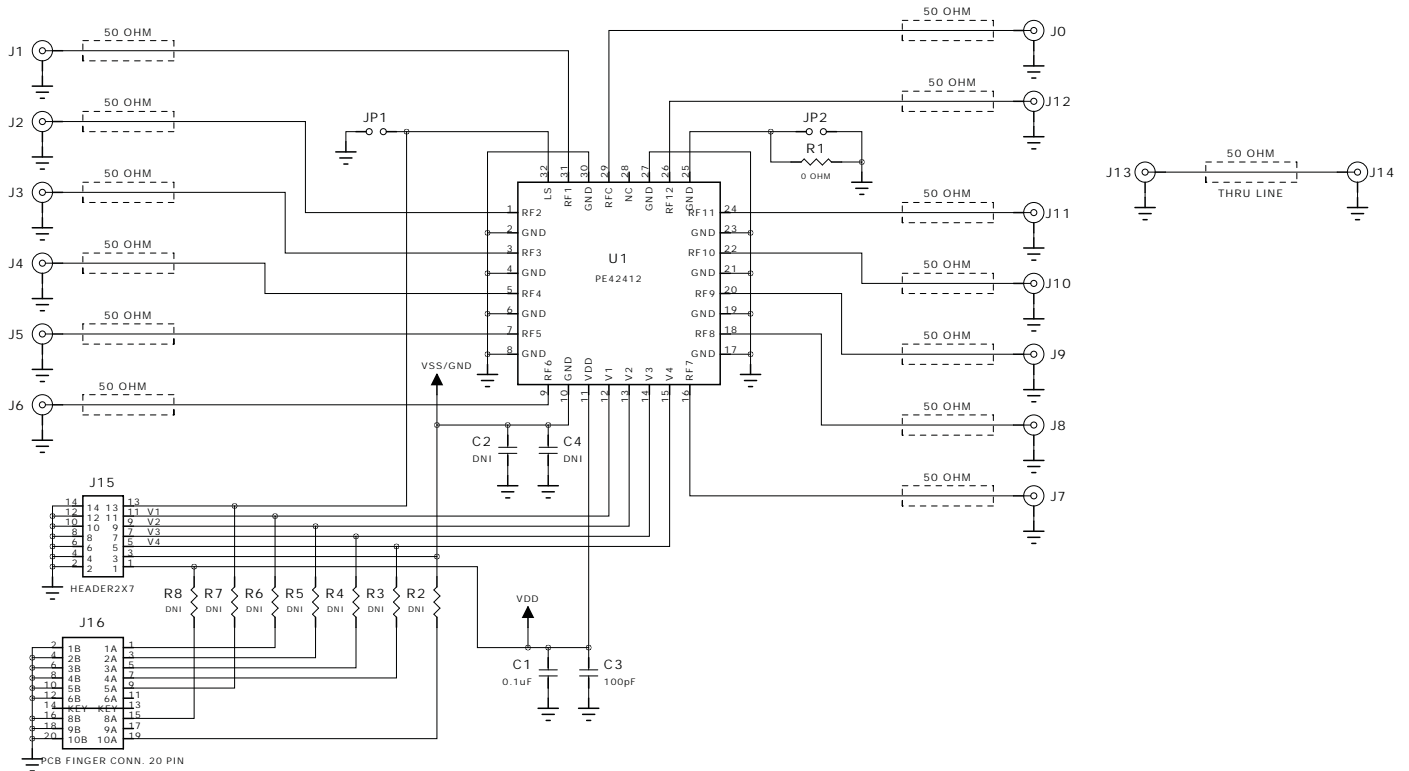 50 OHM
J1
50 OHM
J2
50 OHM
J3
50 OHM
J4
50 OHM
J5
50 OHM
J6
JP1
50 OHM
J0
50 OHM
J12
JP2
R1
0 OHM
50 OHM
J11
50 OHM
J10
50 OHM
J9
50 OHM
J8
50 OHM
J7
50 OHM
J13
J14
THRU LINE
32 31 30 29 28 27 26 25
LS RF1 GND RFC NC GND RF12 GND
1 RF2
2 GND
3 RF3
4 GND
5 RF4
6 GND
7 RF5
8 GND
U1
PE42412
RF11 24
GND 23
RF10 22
GND 21
RF9 20
GND 19
RF8 18
GND 17
RF6 GND VDD V1 V2 V3 V4 RF7
9 10 11 12 13 14 15 16
VSS/GND
C2
DNI
C4
DNI
J15
14 14 13 13
12 12 11 11 V1
10 10 9 9 V2
8 8 7 7 V3
6 6 5 5 V4
4 4 3 3
2 2 1 1
HEADER2X7
R8 R7 R6 R5 R4 R3 R2
DNI DNI DNI DNI DNI DNI DNI
VDD
C1
0.1uF
C3
100pF
J16
2 1B 1A 1
4 2B 2A 3
6 3B 3A 5
8 4B 4A 7
10 5B 5A 9
12 6B 6A 11
14 KEY KEY 13
16 8B 8A 15
18 9B 9A 17
20 10B 10A 19
PCB FINGER CONN. 20 PIN